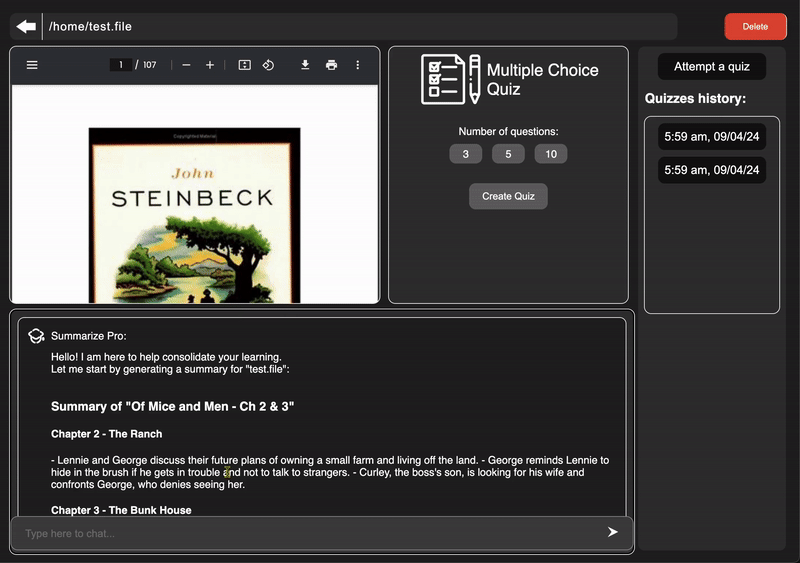 /home/test.file
Delete
1 / 107
Copyrighted Material
John
STEINBECK
Multiple Choice
Quiz
Number of questions:
3 5 10
Create Quiz
Attempt a quiz
Quizzes history:
5:59 am, 09/04/24
5:59 am, 09/04/24
Summarize Pro:
Hello! I am here to help consolidate your learning.
Let me start by generating a summary for "test.file":
Summary of "Of Mice and Men - Ch 2 & 3"
Chapter 2 - The Ranch
- Lennie and George discuss their future plans of owning a small farm and living off the land. - George reminds Lennie to
hide in the brush if he gets in trouble and not to talk to strangers. - Curley, the boss's son, is looking for his wife and
confronts George, who denies seeing her.
Chapter 3 - The Bunk House
Type here to chat...